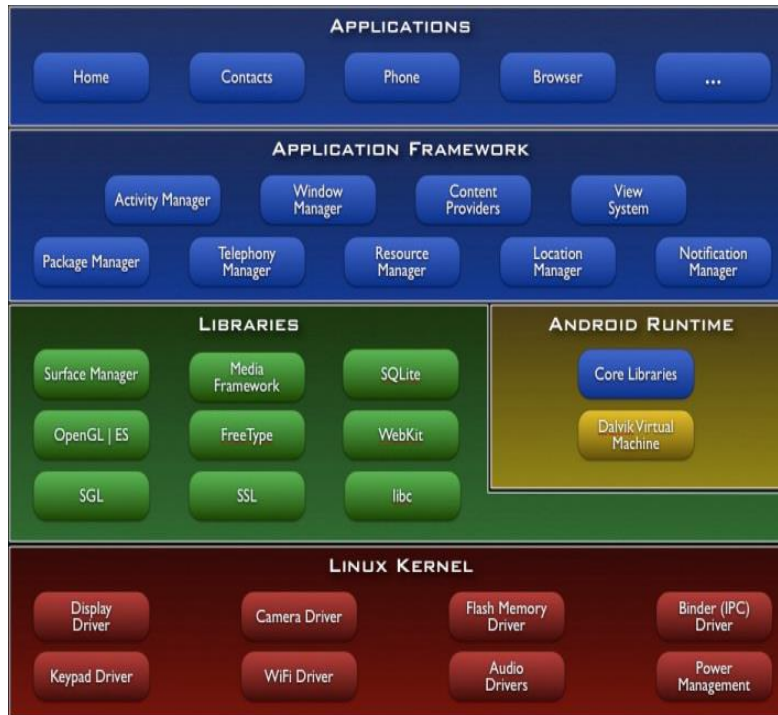 APPLICATIONS
Home Contacts Phone Browser ...
APPLICATION FRAMEWORK
Activity Manager
Window
Manager
Content
Providers
View
System
Package Manager
Telephony
Manager
Resource
Manager
Location
Manager
Notification
Manager
LIBRARIES
Surface Manager
Media
Framework
SQLite
OpenGL | ES
FreeType
WebKit
SGL
SSL
libc
ANDROID RUNTIME
Core Libraries
Dalvik Virtual
Machine
LINUX KERNEL
Display
Driver
Camera Driver
Flash Memory
Driver
Binder (IPC)
Driver
Keypad Driver
WiFi Driver
Audio
Drivers
Power
Management